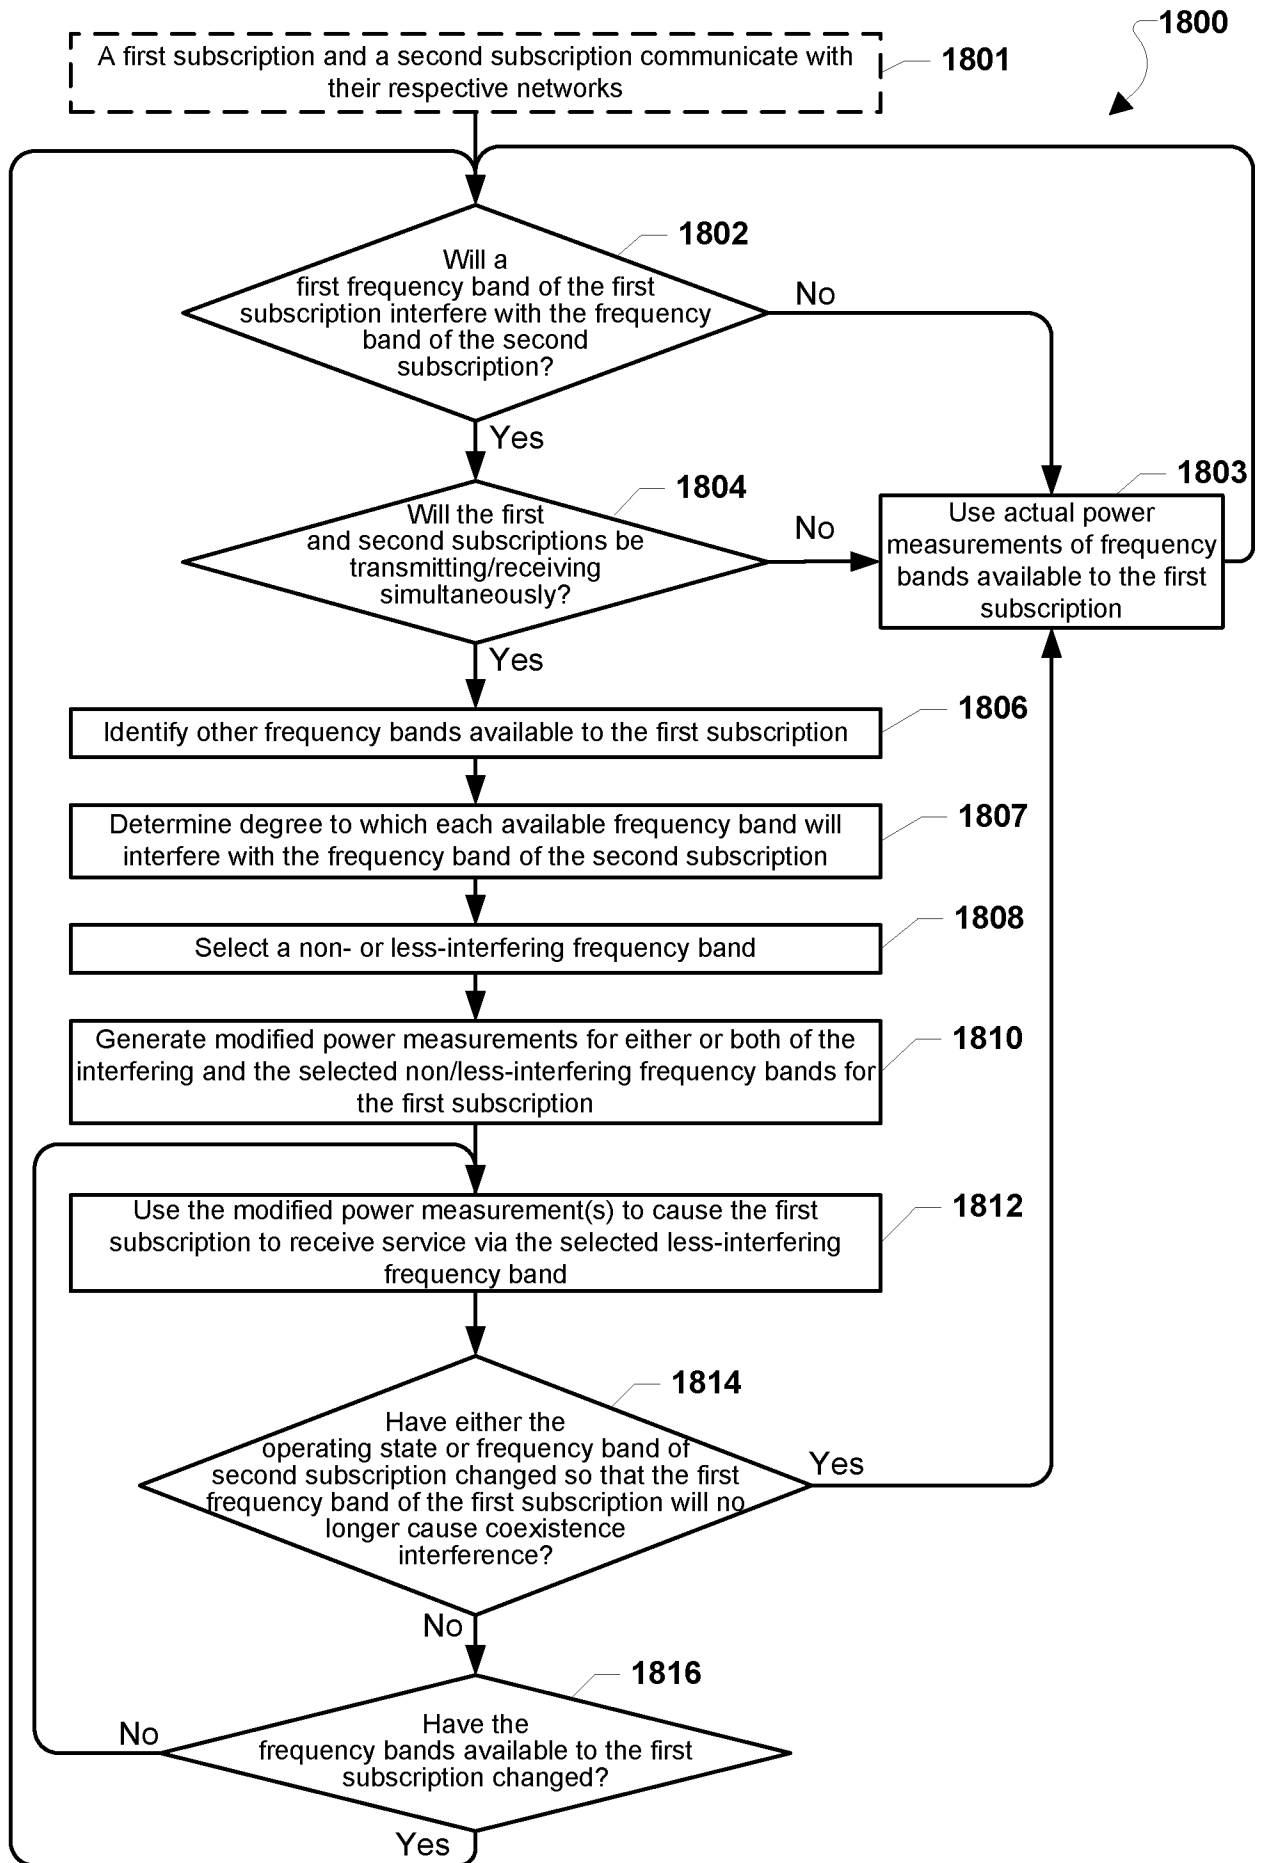 1800
A first subscription and a second subscription communicate with
their respective networks
1801
1802
Will a
first frequency band of the first
subscription interfere with the frequency
band of the second
subscription?
No
Yes
1804
Will the first
and second subscriptions be
transmitting/receiving
simultaneously?
No
1803
Use actual power
measurements of frequency
bands available to the first
subscription
Yes
1806
Identify other frequency bands available to the first subscription
1807
Determine degree to which each available frequency band will
interfere with the frequency band of the second subscription
1808
Select a non- or less-interfering frequency band
1810
Generate modified power measurements for either or both of the
interfering and the selected non/less-interfering frequency bands for
the first subscription
1812
Use the modified power measurement(s) to cause the first
subscription to receive service via the selected less-interfering
frequency band
1814
Have either the
operating state or frequency band of
second subscription changed so that the first
frequency band of the first subscription will no
longer cause coexistence
interference?
Yes
No
1816
Have the
frequency bands available to the first
subscription changed?
No
Yes